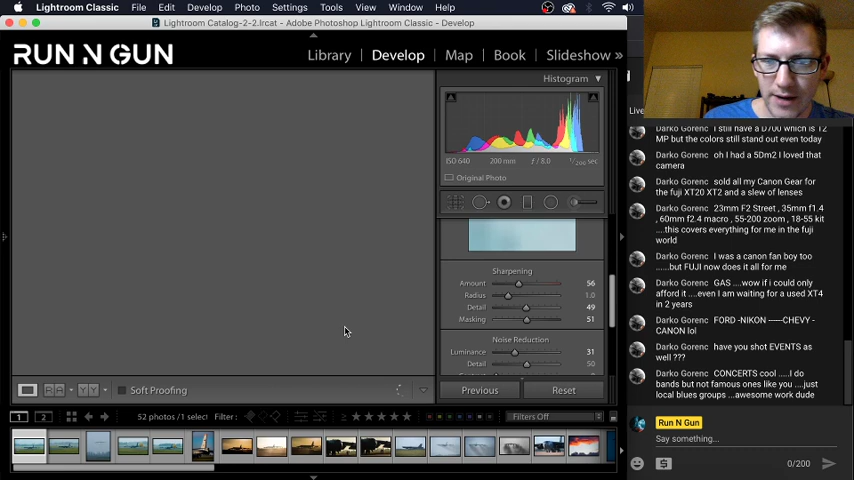 Lightroom Classic File Edit Develop Photo Settings Tools View Window Help
Lightroom Catalog-2-2.lrcat - Adobe Photoshop Lightroom Classic - Develop
RUN N GUN
Library | Develop | Map | Book | Slideshow »
Histogram
ISO 640 200 mm ƒ / 8.0 1/200 sec
Original Photo
Sharpening
Amount 56
Radius 1.0
Detail 49
Masking 51
Noise Reduction
Luminance 31
Detail 50
Soft Proofing
Previous Reset
1 2 52 photos / 1 select Filter: Filters Off
Live
Darko Gorenc I still have a D700 which is 12
MP but the colors still stand out even today
Darko Gorenc oh I had a 5Dm2 I loved that
camera
Darko Gorenc sold all my Canon Gear for
the fuji XT20 XT2 and a slew of lenses
Darko Gorenc 23mm F2 Street , 35mm f1.4
, 60mm f2.4 macro , 55-200 zoom , 18-55 kit
....this covers everything for me in the fuji
world
Darko Gorenc I was a canon fan boy too
......but FUJI now does it all for me
Darko Gorenc GAS ....wow if i could only
afford it ....even I am waiting for a used XT4
in 2 years
Darko Gorenc FORD -NIKON ------CHEVY -
CANON lol
Darko Gorenc have you shot EVENTS as
well ???
Darko Gorenc CONCERTS cool .....I do
bands but not famous ones like you ....just
local blues groups ...awesome work dude
Run N Gun
Say something...
0/200